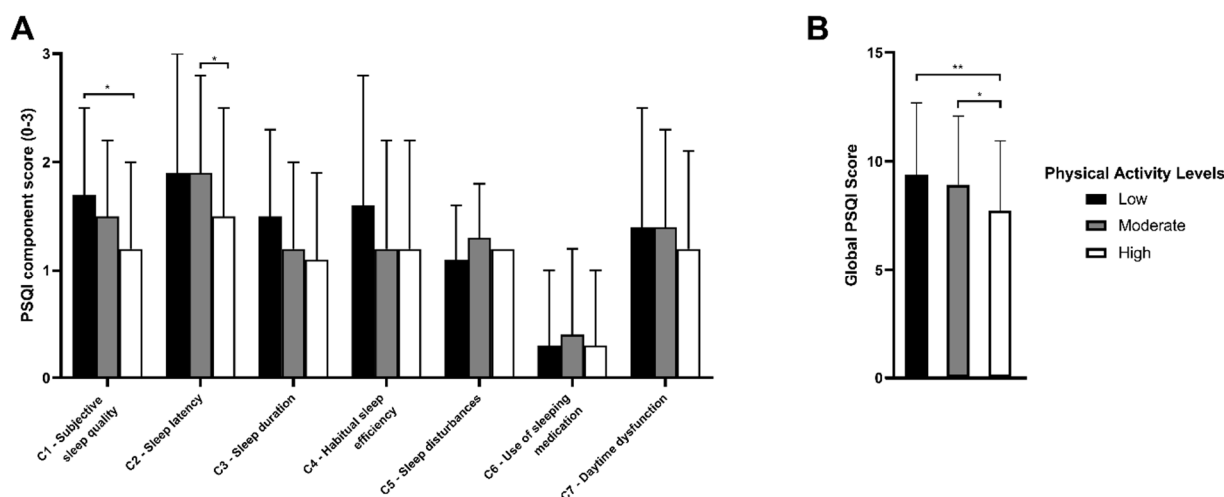 A
PSQI component score (0-3)
3
2
1
0
*
*
C1 - Subjective
sleep quality
C2 - Sleep latency
C3 - Sleep duration
C4 - Habitual sleep
efficiency
C5 - Sleep disturbances
C6 - Use of sleeping
medication
C7 - Daytime dysfunction
B
Global PSQI Score
15
10
5
0
**
*
Physical Activity Levels
Low
Moderate
High